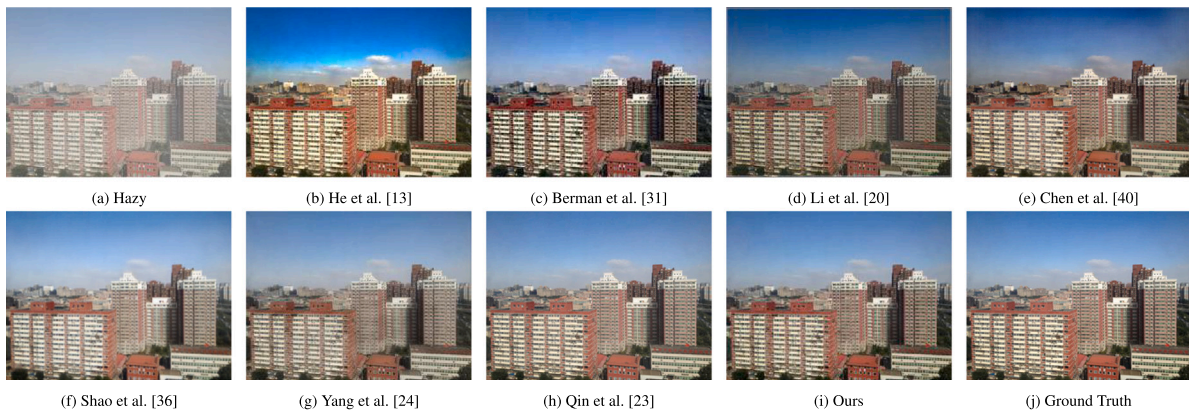 (a) Hazy
(b) He et al. [13]
(c) Berman et al. [31]
(d) Li et al. [20]
(e) Chen et al. [40]
(f) Shao et al. [36]
(g) Yang et al. [24]
(h) Qin et al. [23]
(i) Ours
(j) Ground Truth